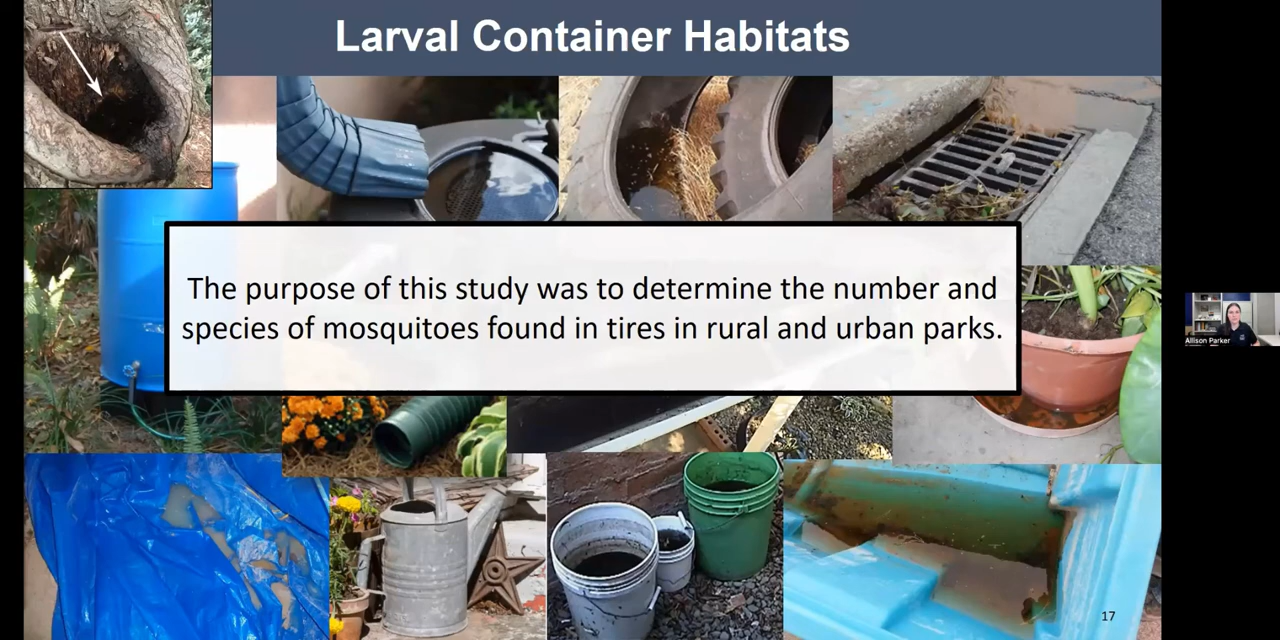 Larval Container Habitats
The purpose of this study was to determine the number and
species of mosquitoes found in tires in rural and urban parks.
Allison Parker
17